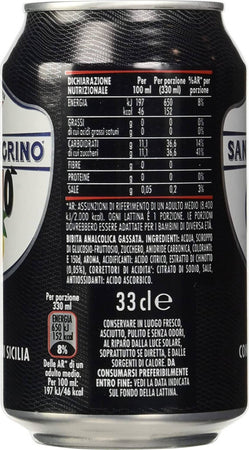 DICHIARAZIONE NUTRIZIONALE Per 100 ml Per porzione (330 ml) %AR* per porzione
ENERGIA kJ 197 650 8%
kcal 46 152
GRASSI g 0 0 0%
di cui acidi grassi saturi g 0 0 0%
CARBOIDRATI g 11,1 36,6 14%
di cui zuccheri g 11,1 36,6 41%
FIBRE g 0 0
PROTEINE g 0 0 0%
SALE g 0,05 0,2 3%
*AR: ASSUNZIONI DI RIFERIMENTO DI UN ADULTO MEDIO (8.400
kJ/2.000 kcal). OGNI LATTINA È 1 PORZIONE. LE PORZIONI
DOVREBBERO ESSERE ADATTATE PER I BAMBINI DI DIVERSA ETÀ.
BIBITA ANALCOLICA GASSATA. INGREDIENTI: ACQUA, SCIROPPO
DI GLUCOSIO-FRUTTOSIO, ZUCCHERO, ANIDRIDE CARBONICA,
AROMA, ACIDIFICANTE: ACIDO CITRICO, ESTRATTO DI CHINOTTO
(0,05%), CORRETTORI DI ACIDITÀ: CITRATO DI SODIO, SALE,
ANTIOSSIDANTE: ACIDO ASCORBICO.
GRINO
SAN
Per porzione
330 ml
ENERGIA
650 kJ
152 kcal
8%
Delle AR* di un
adulto medio.
Per 100 ml:
197 kJ/46 kcal
33 cl e
CONSERVARE IN LUOGO FRESCO,
ASCIUTTO, PULITO E SENZA ODORI,
AL RIPARO DALLA LUCE SOLARE,
SOPRATTUTTO SE DIRETTA, E DALLE
ALTRE SORGENTI DI CALORE. DA
CONSUMARSI PREFERIBILMENTE
ENTRO FINE: VEDI LA DATA INDICATA
SUL FONDO DELLA LATTINA.
SICILIA